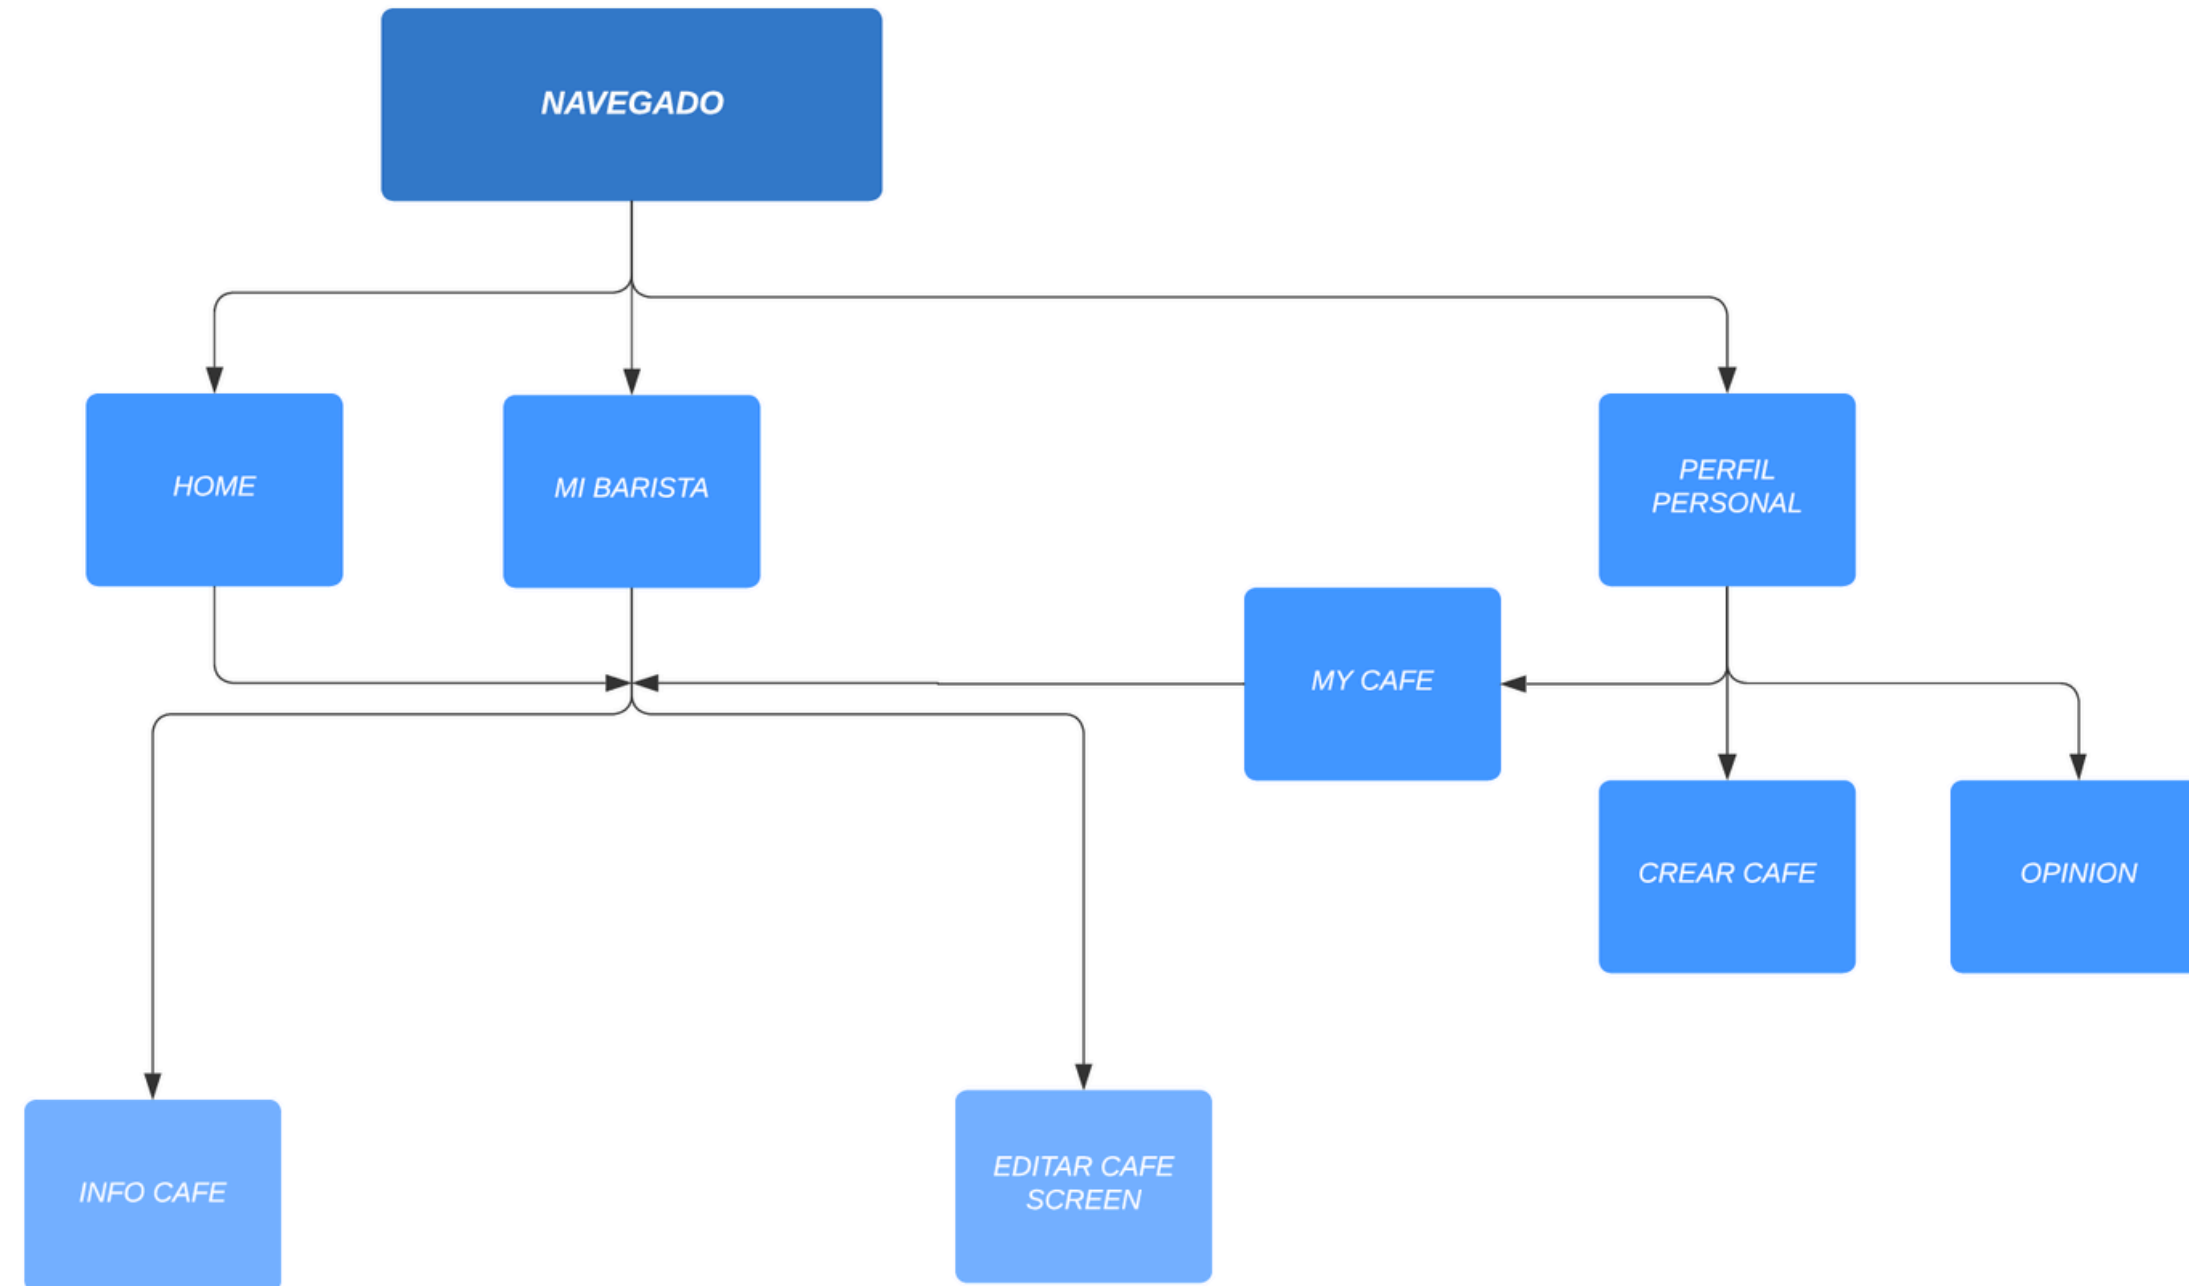 NAVEGADO
HOME
MI BARISTA
PERFIL
PERSONAL
MY CAFE
CREAR CAFE
OPINION
INFO CAFE
EDITAR CAFE
SCREEN